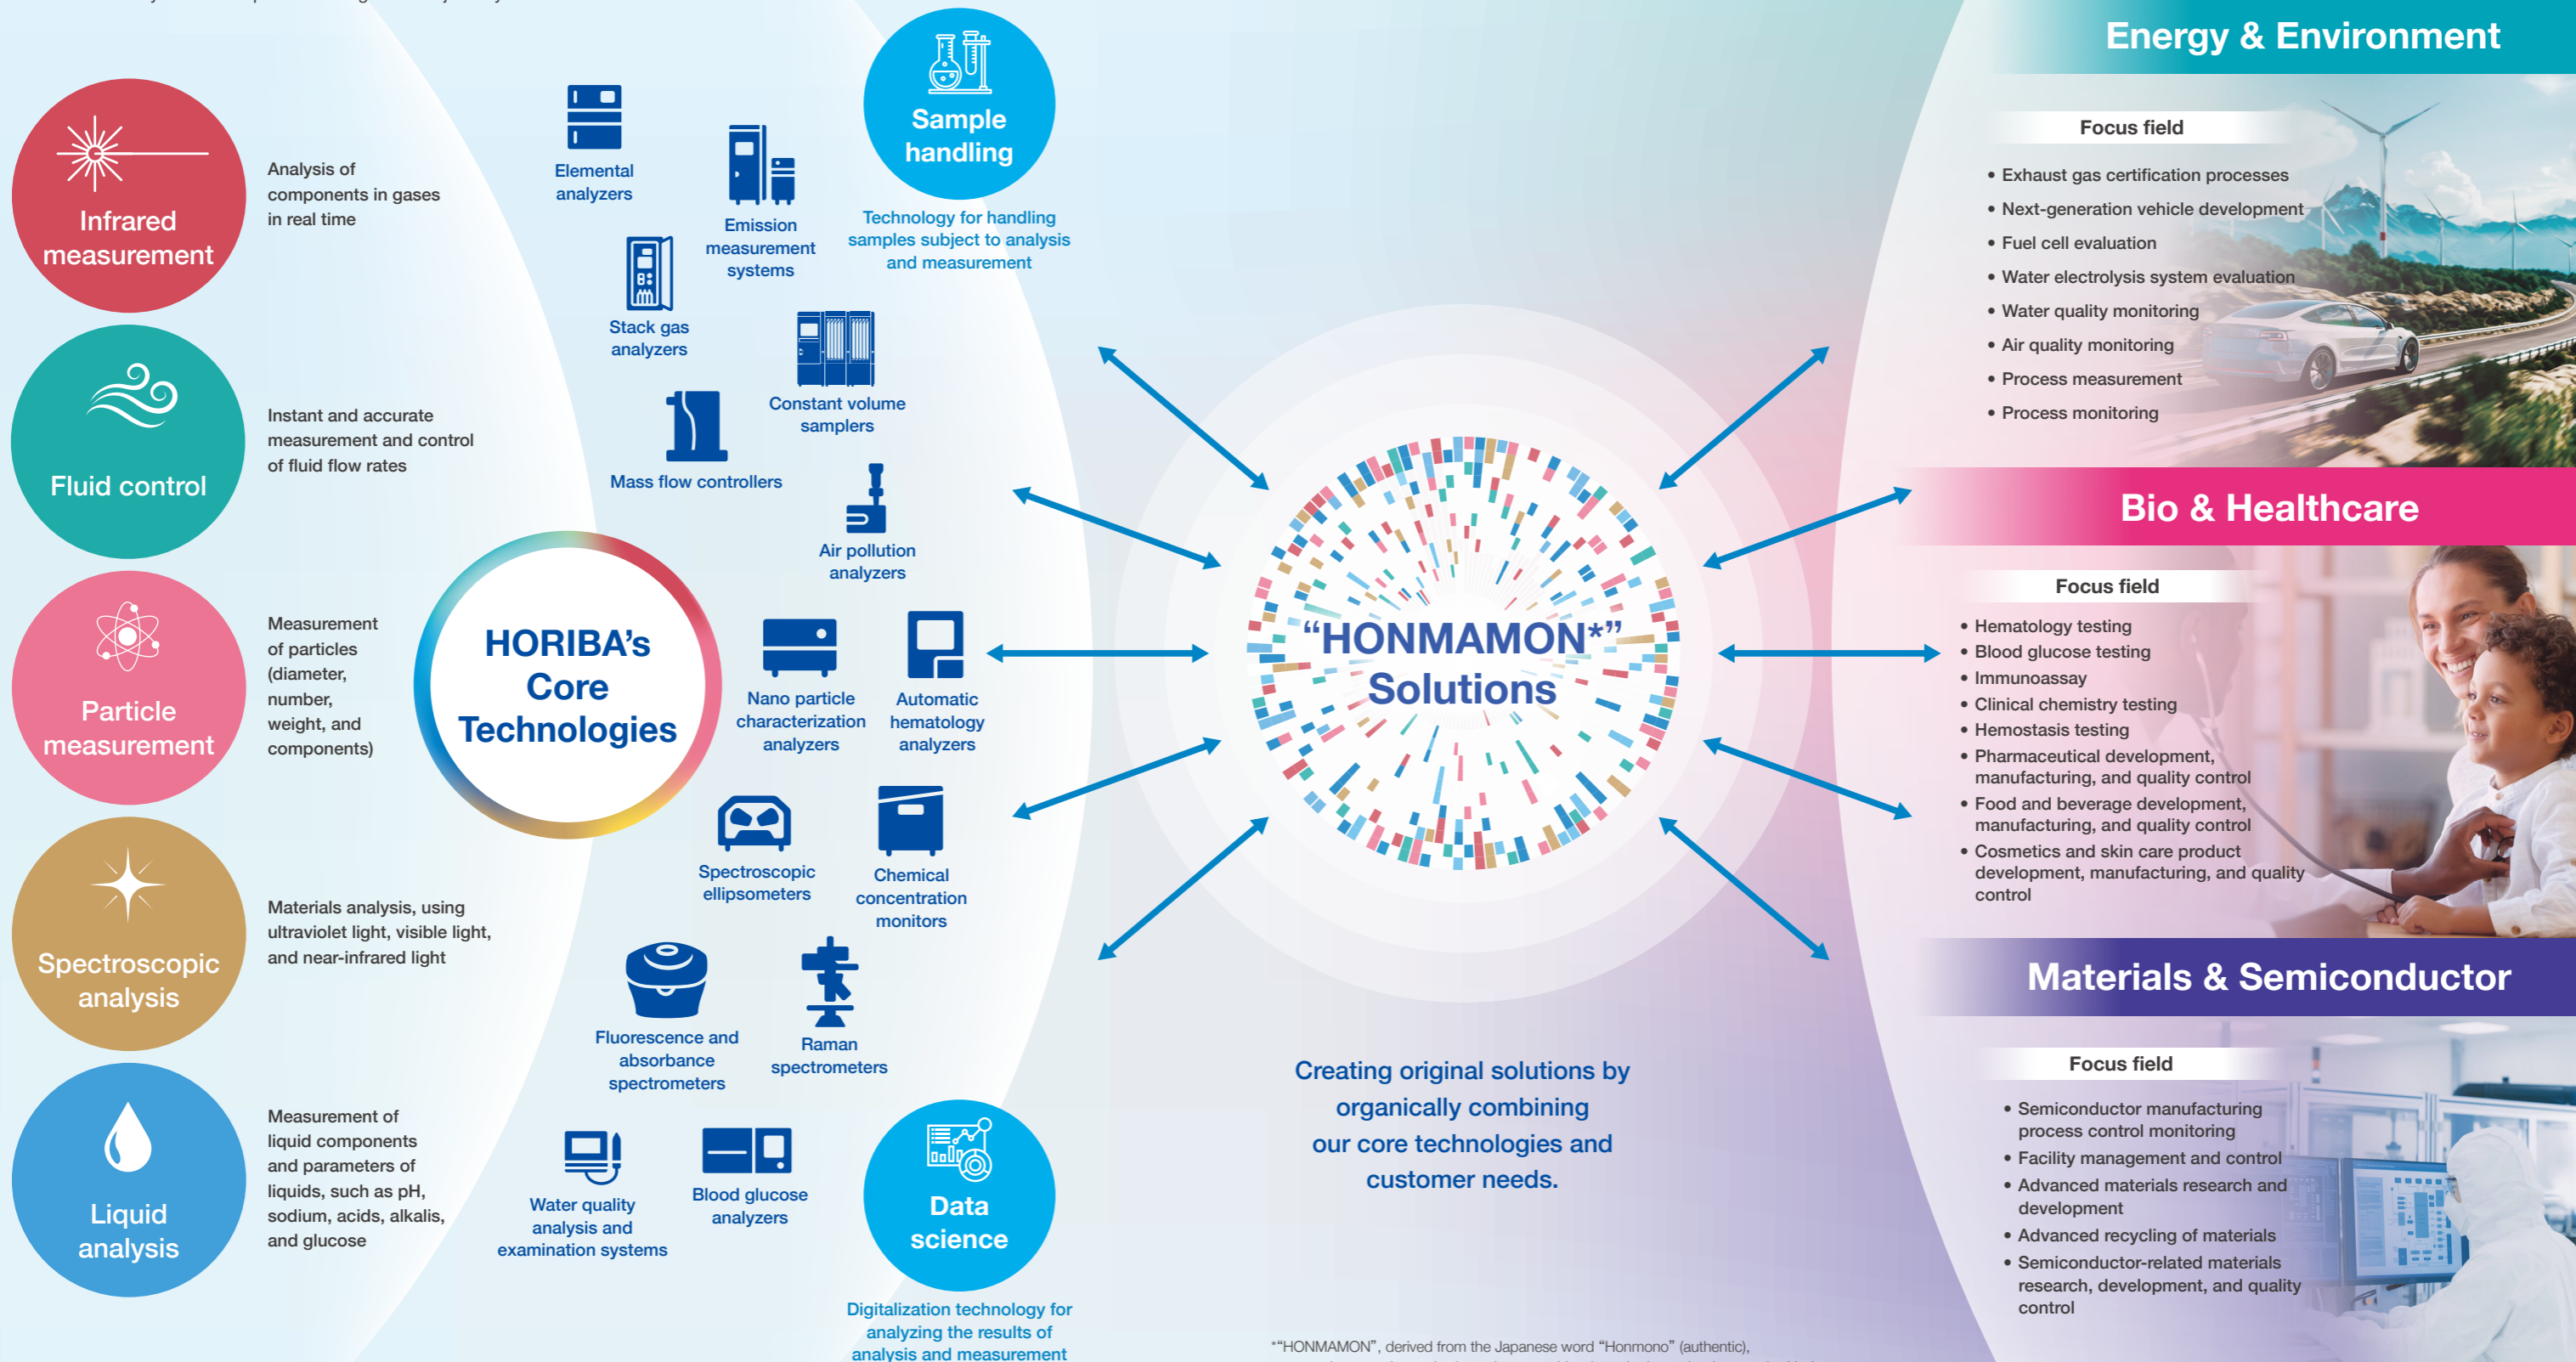 Infrared
measurement
Analysis of
components in gases
in real time
Fluid control
Instant and accurate
measurement and control
of fluid flow rates
Particle
measurement
Measurement
of particles
(diameter,
number,
weight, and
components)
Spectroscopic
analysis
Materials analysis, using
ultraviolet light, visible light,
and near-infrared light
Liquid
analysis
Measurement of
liquid components
and parameters of
liquids, such as pH,
sodium, acids, alkalis,
and glucose
HORIBA’s
Core
Technologies
Sample
handling
Technology for handling
samples subject to analysis
and measurement
Elemental
analyzers
Emission
measurement
systems
Stack gas
analyzers
Constant volume
samplers
Mass flow controllers
Air pollution
analyzers
Nano particle
characterization
analyzers
Automatic
hematology
analyzers
Spectroscopic
ellipsometers
Chemical
concentration
monitors
Fluorescence and
absorbance
spectrometers
Raman
spectrometers
Water quality
analysis and
examination systems
Blood glucose
analyzers
Data
science
Digitalization technology for
analyzing the results of
analysis and measurement
“HONMAMON*”
Solutions
Creating original solutions by
organically combining
our core technologies and
customer needs.
*“HONMAMON”, derived from the Japanese word “Honmono” (authentic),
Energy & Environment
Focus field
• Exhaust gas certification processes
• Next-generation vehicle development
• Fuel cell evaluation
• Water electrolysis system evaluation
• Water quality monitoring
• Air quality monitoring
• Process measurement
• Process monitoring
Bio & Healthcare
Focus field
• Hematology testing
• Blood glucose testing
• Immunoassay
• Clinical chemistry testing
• Hemostasis testing
• Pharmaceutical development,
manufacturing, and quality control
• Food and beverage development,
manufacturing, and quality control
• Cosmetics and skin care product
development, manufacturing, and quality
control
Materials & Semiconductor
Focus field
• Semiconductor manufacturing
process control monitoring
• Facility management and control
• Advanced materials research and
development
• Advanced recycling of materials
• Semiconductor-related materials
research, development, and quality
control